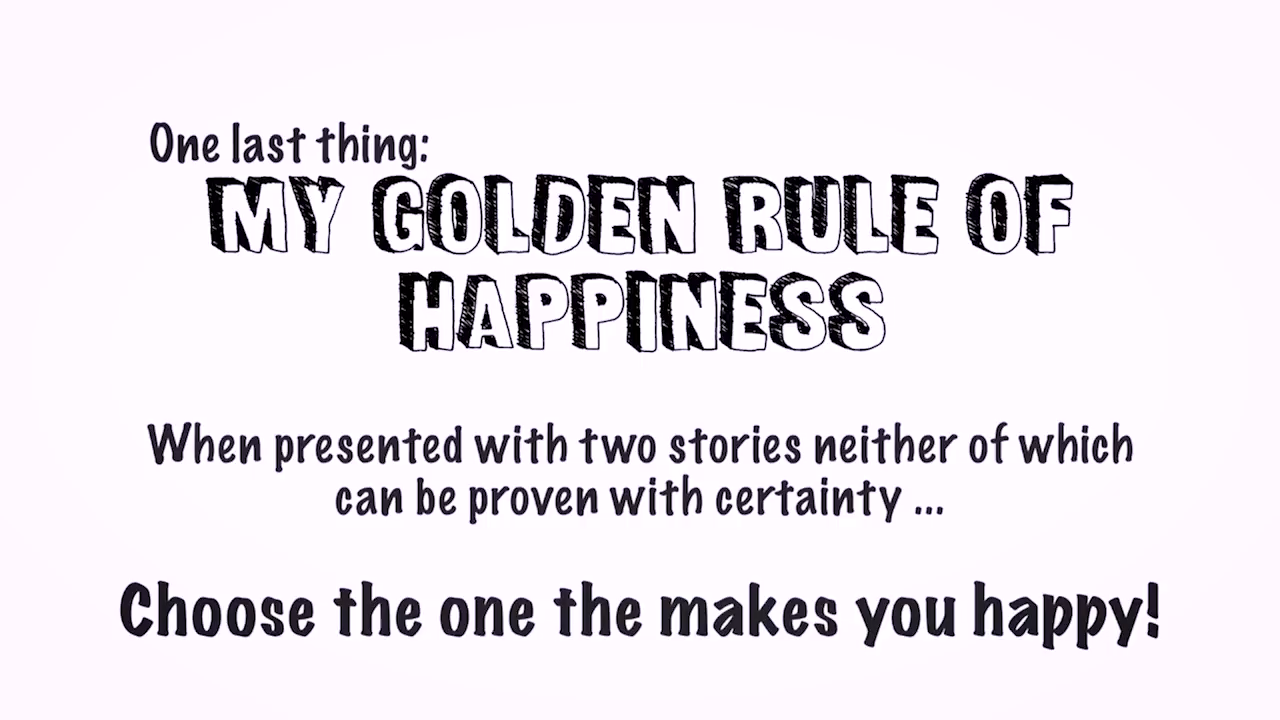 One last thing:
MY GOLDEN RULE OF
HAPPINESS
When presented with two stories neither of which
can be proven with certainty ...
Choose the one the makes you happy!